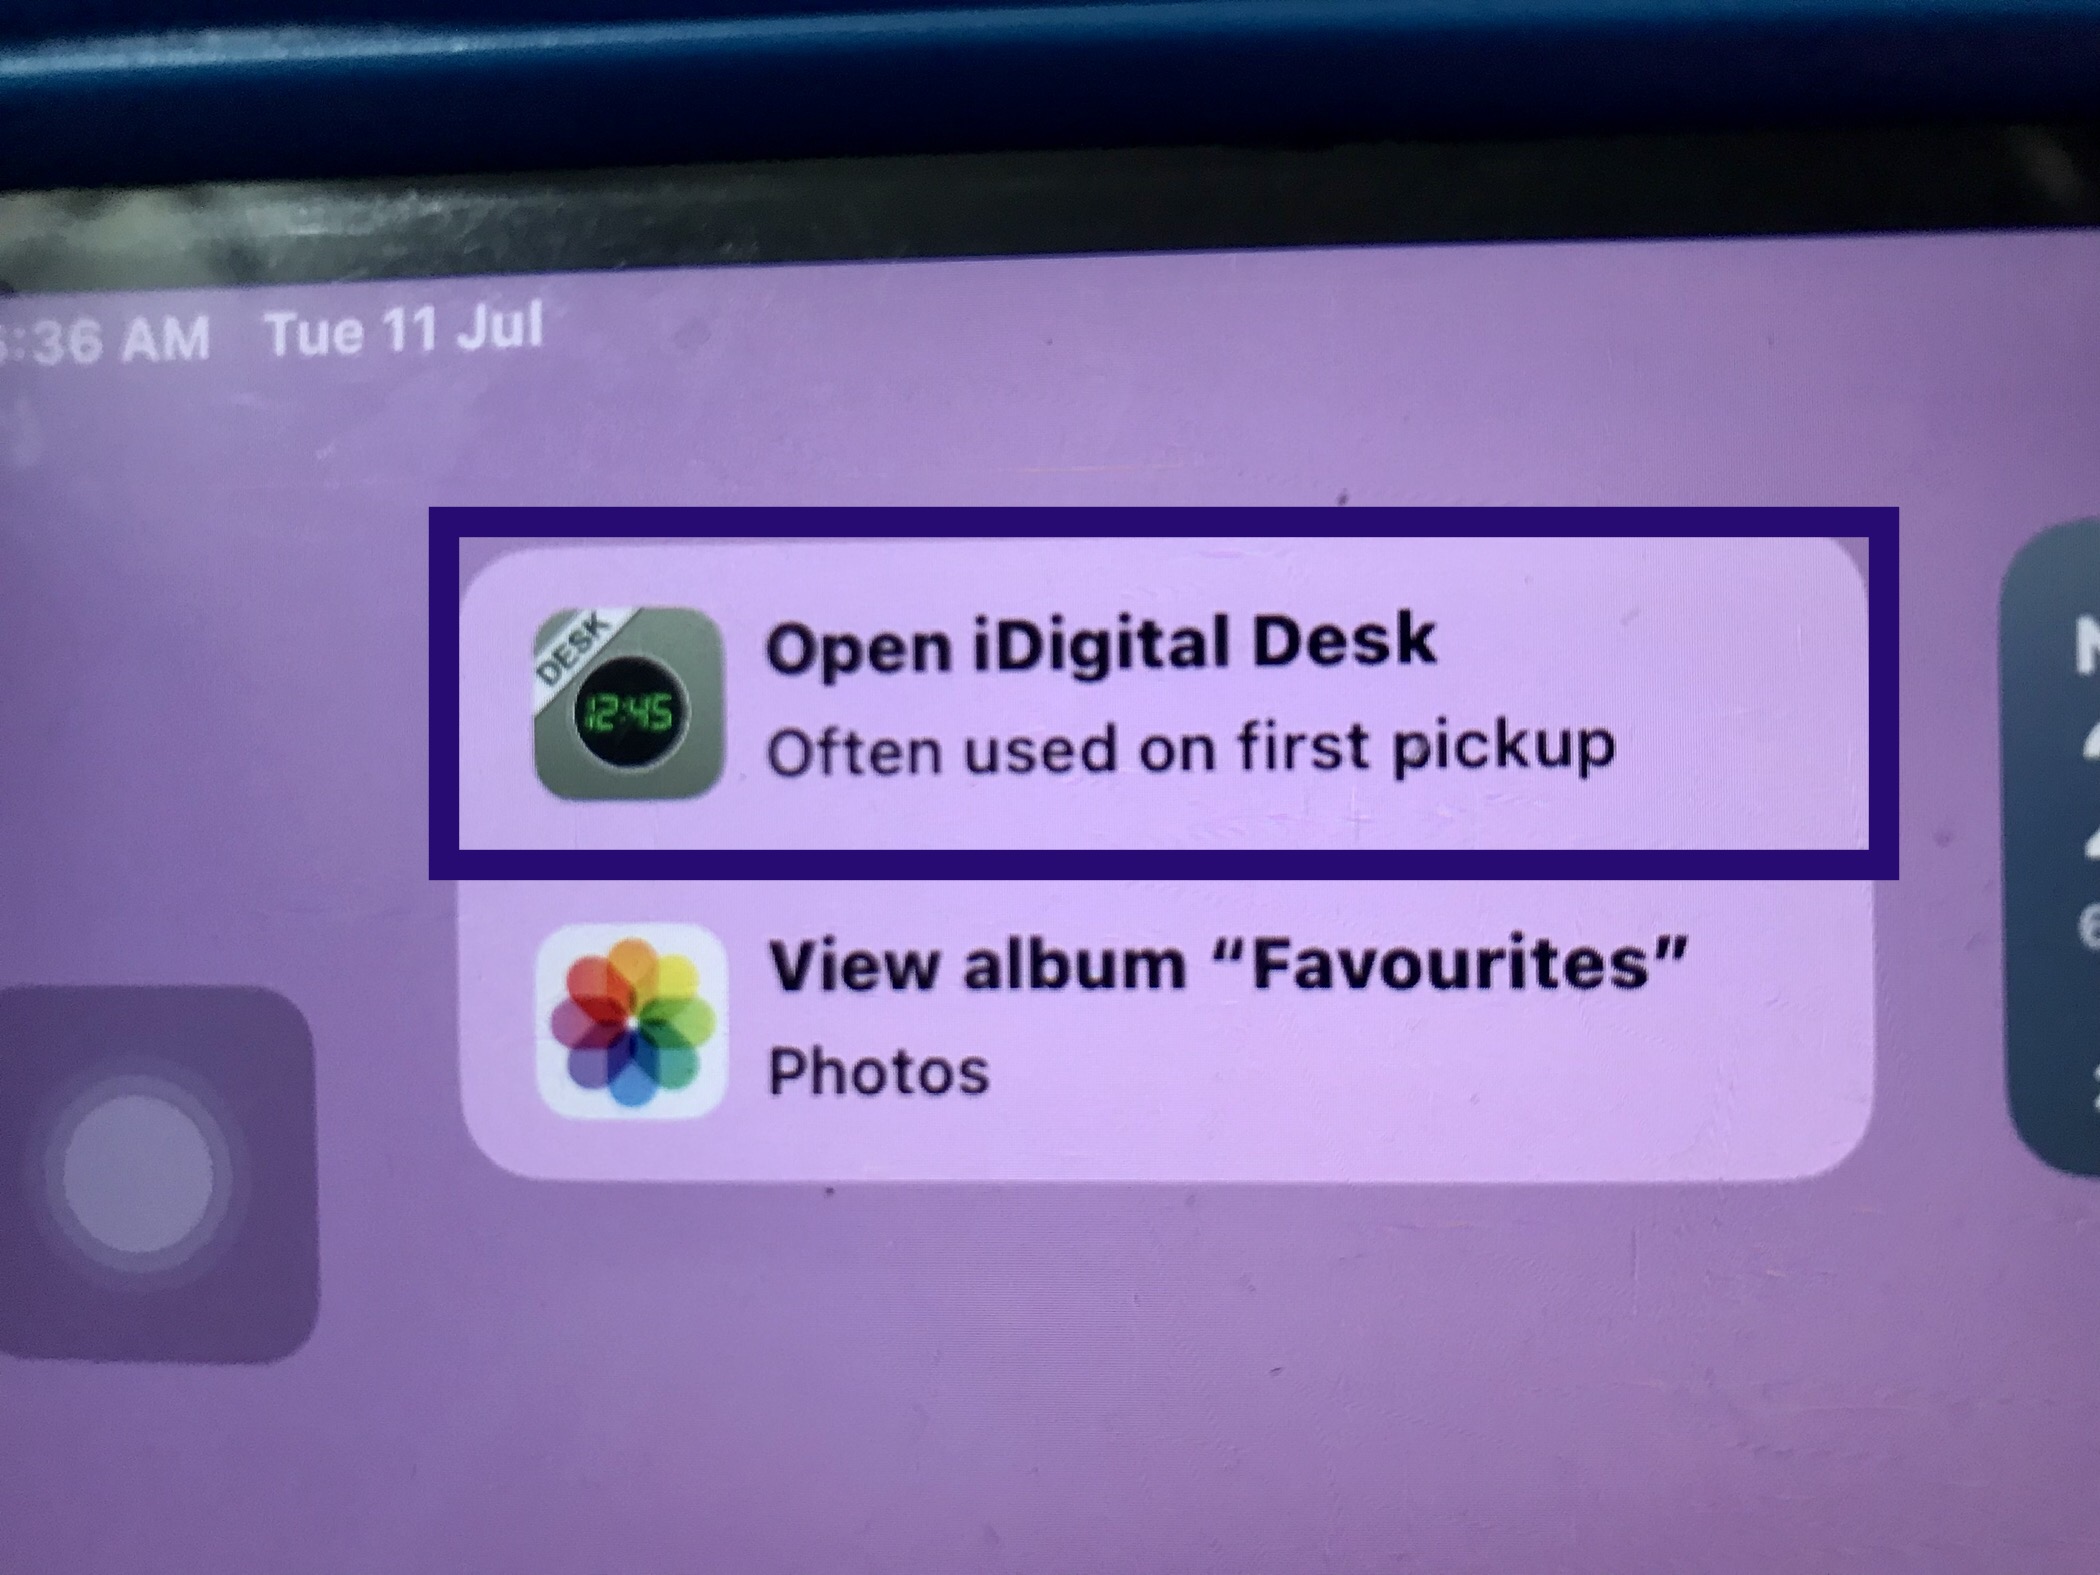 :36 AM Tue 11 Jul
DESK
12:45
Open iDigital Desk
Often used on first pickup
View album “Favourites”
Photos